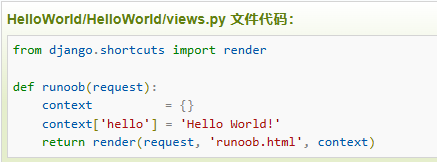 HelloWorld/HelloWorld/views.py 文件代码：
from django.shortcuts import render
def runoob(request):
    context          = {}
    context['hello'] = 'Hello World!'
    return render(request, 'runoob.html', context)